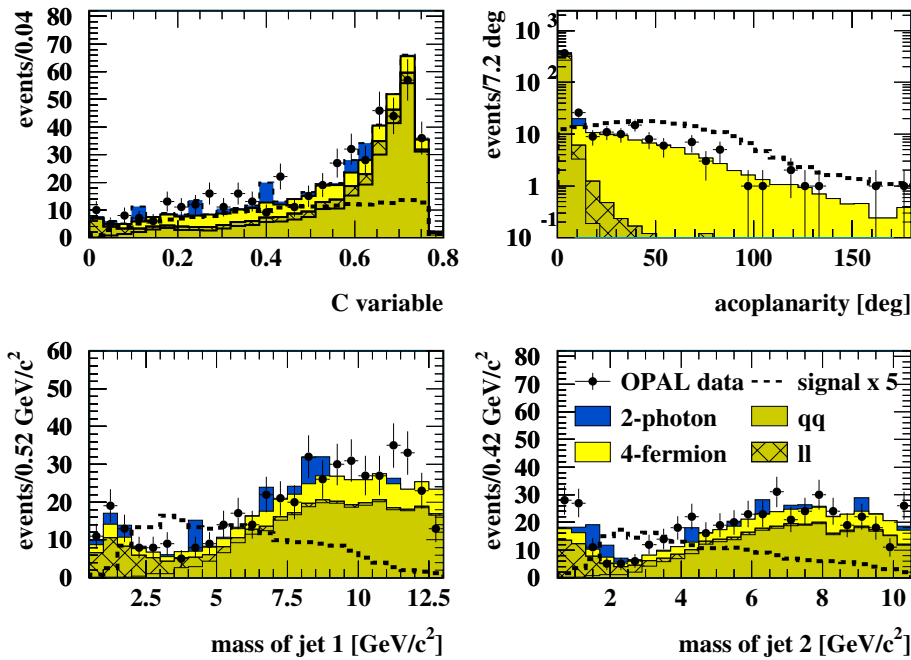 events/0.04
80
70
60
50
40
30
20
10
0
0 0.2 0.4 0.6 0.8
C variable
events/7.2 deg
10 3
10 2
10
1
10 -1
0 50 100 150
acoplanarity [deg]
events/0.52 GeV/c²
60
50
40
30
20
10
0
2.5 5 7.5 10 12.5
mass of jet 1 [GeV/c²]
events/0.42 GeV/c²
80
70
60
50
40
30
20
10
0
OPAL data signal x 5
2-photon qq
4-fermion ll
2 4 6 8 10
mass of jet 2 [GeV/c²]